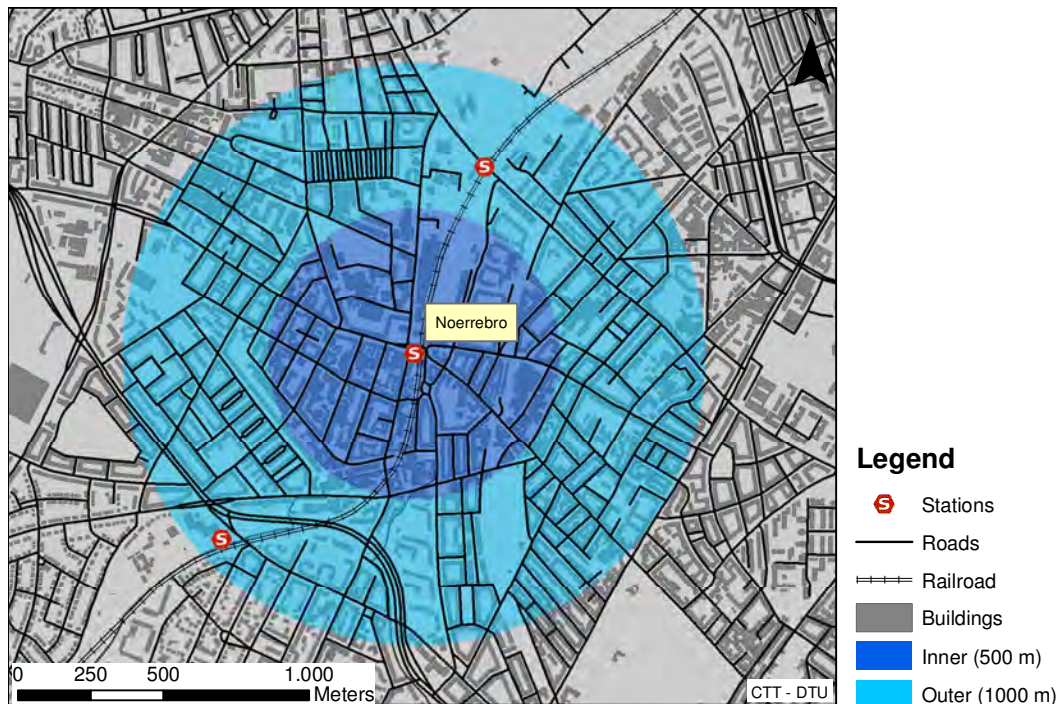 N
S
Noerrebro
S
S
0 250 500 1.000
Meters
CTT - DTU
Legend
S Stations
Roads
Railroad
Buildings
Inner (500 m)
Outer (1000 m)